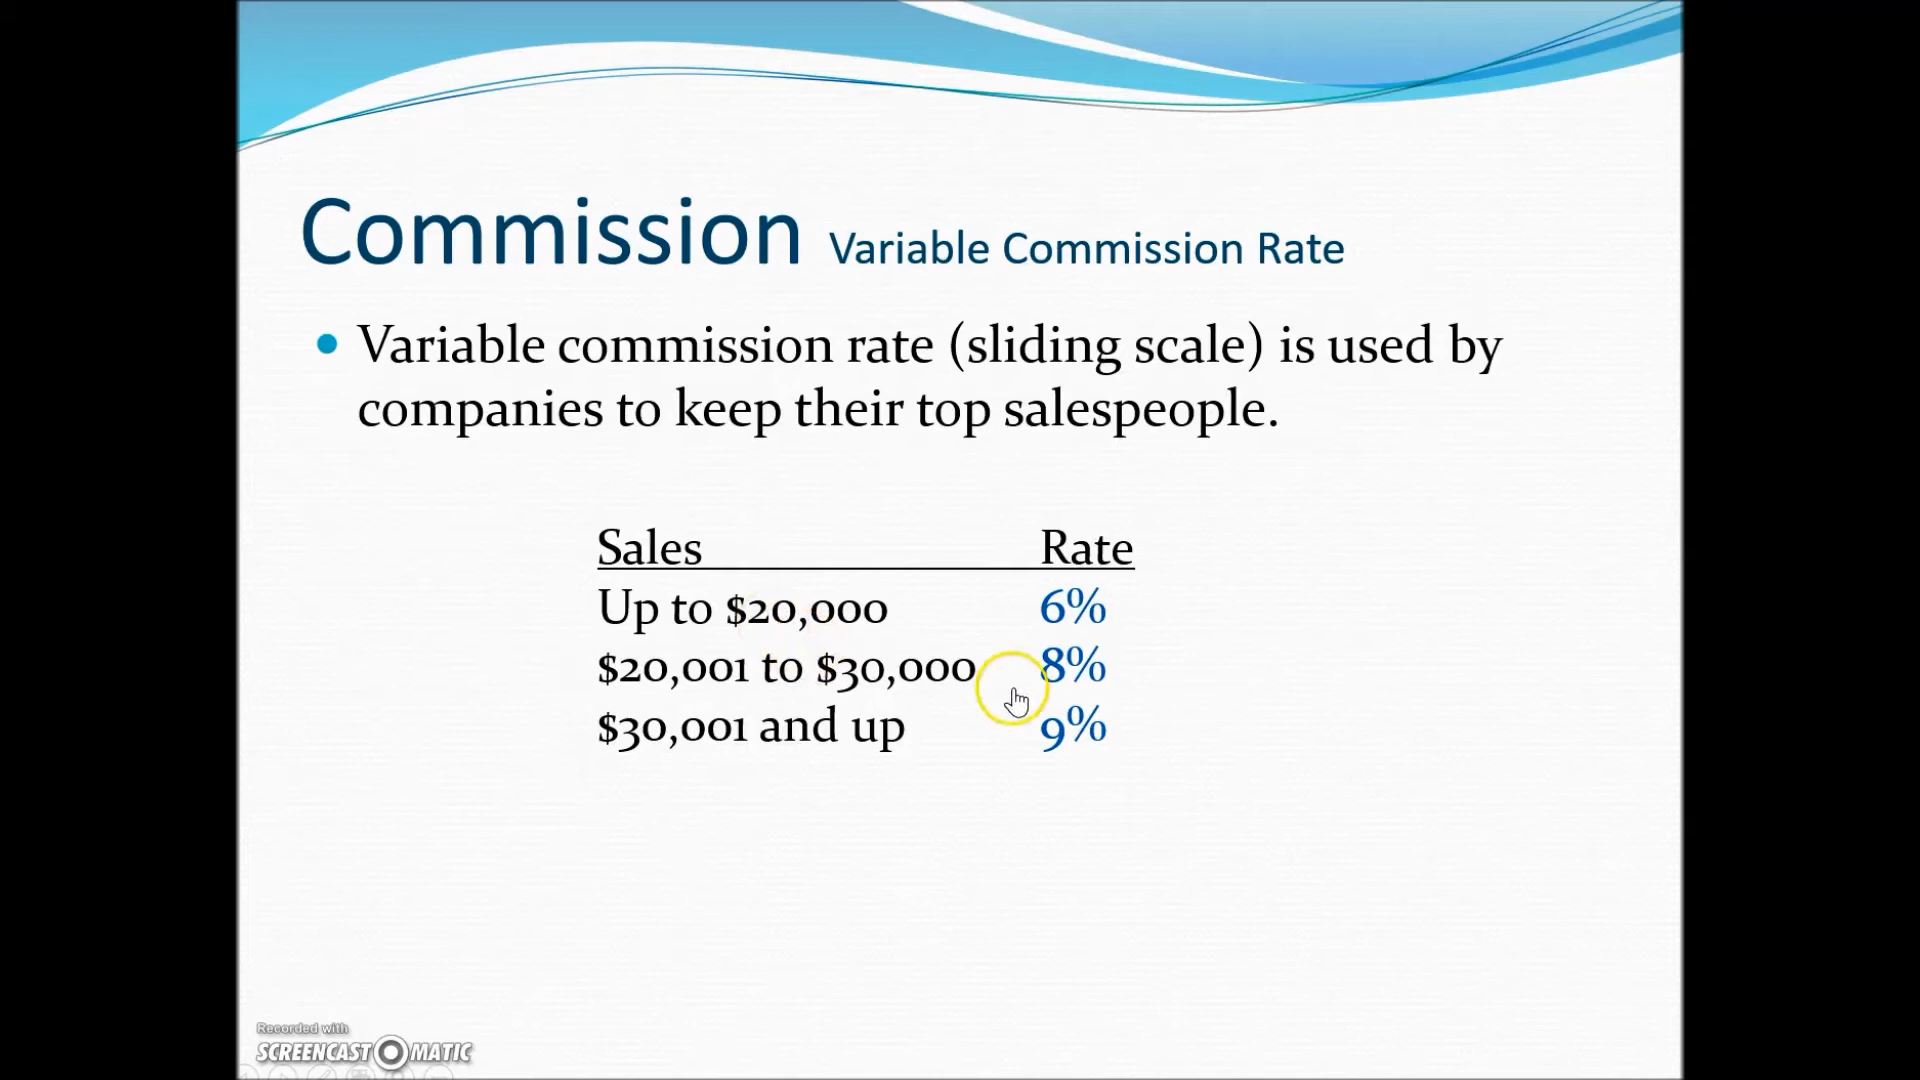 Commission Variable Commission Rate
Variable commission rate (sliding scale) is used by
companies to keep their top salespeople.
Sales Rate
Up to $20,000 6%
$20,001 to $30,000 8%
$30,001 and up 9%
Recorded with
SCREENCAST MATIC